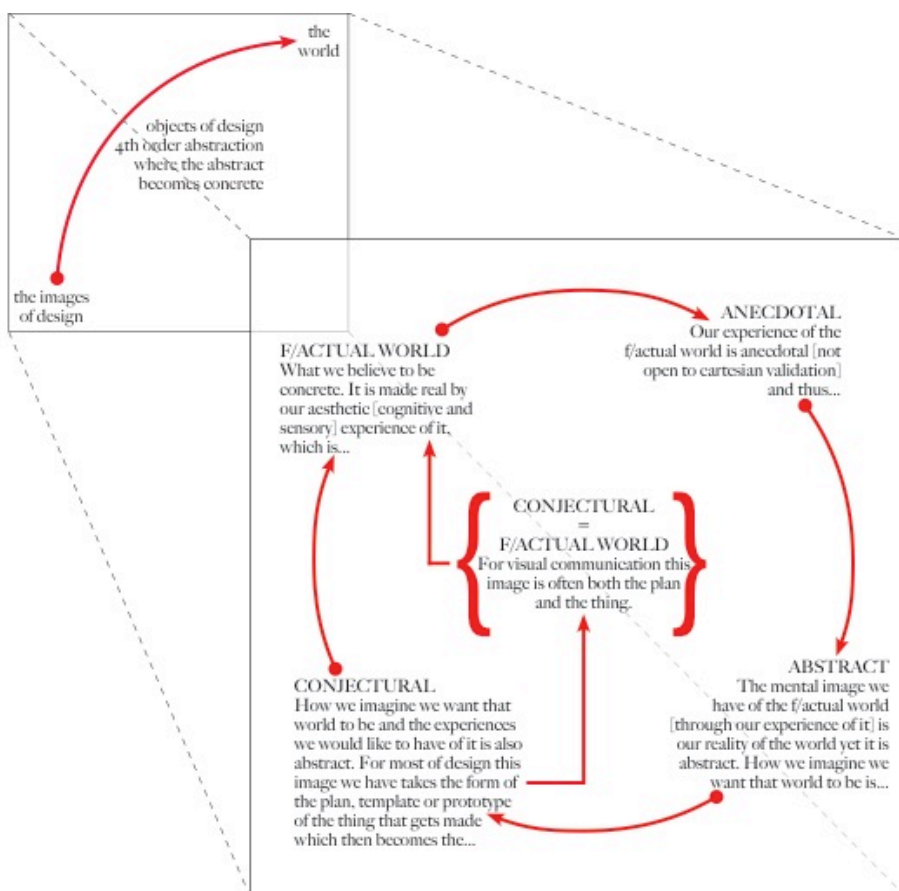 the
world
objects of design
4th order abstraction
where the abstract
becomes concrete
the images
of design
F/ACTUAL WORLD
What we believe to be
concrete. It is made real by
our aesthetic [cognitive and
sensory] experience of it,
which is...
ANECDOTAL
Our experience of the
f/actual world is anecdotal [not
open to cartesian validation]
and thus...
{ CONJECTURAL
=
F/ACTUAL WORLD
For visual communication this
image is often both the plan
and the thing. }
ABSTRACT
The mental image we
have of the f/actual world
[through our experience of it] is
our reality of the world yet it is
abstract. How we imagine we
want that world to be is...
CONJECTURAL
How we imagine we want that
world to be and the experiences
we would like to have of it is also
abstract. For most of design this
image we have takes the form of
the plan, template or prototype
of the thing that gets made
which then becomes the...